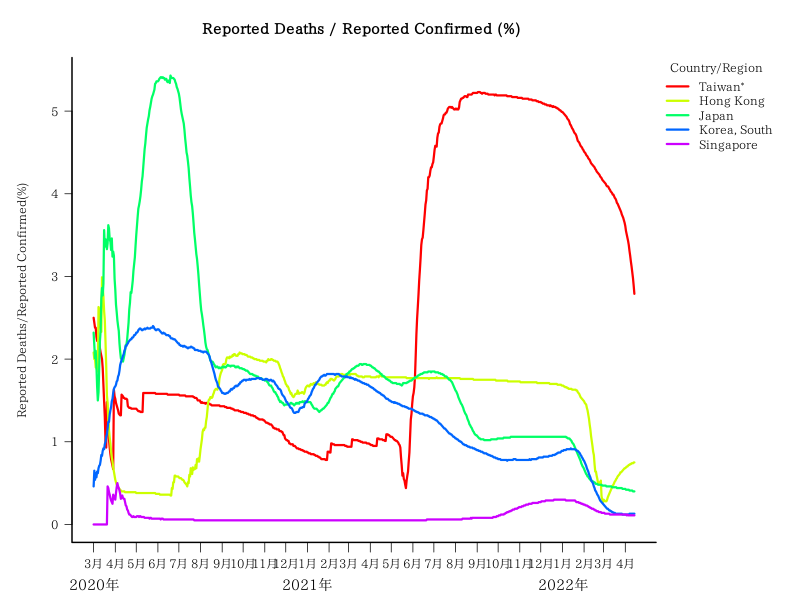 Reported Deaths / Reported Confirmed (%)
Country/Region
Taiwan*
Hong Kong
Japan
Korea, South
Singapore
Reported Deaths/Reported Confirmed(%)
5
4
3
2
1
0
3月 4月 5月 6月 7月 8月 9月 10月 11月 12月 1月 2月 3月 4月 5月 6月 7月 8月 9月 10月 11月 12月 1月 2月 3月 4月
2020年 2021年 2022年